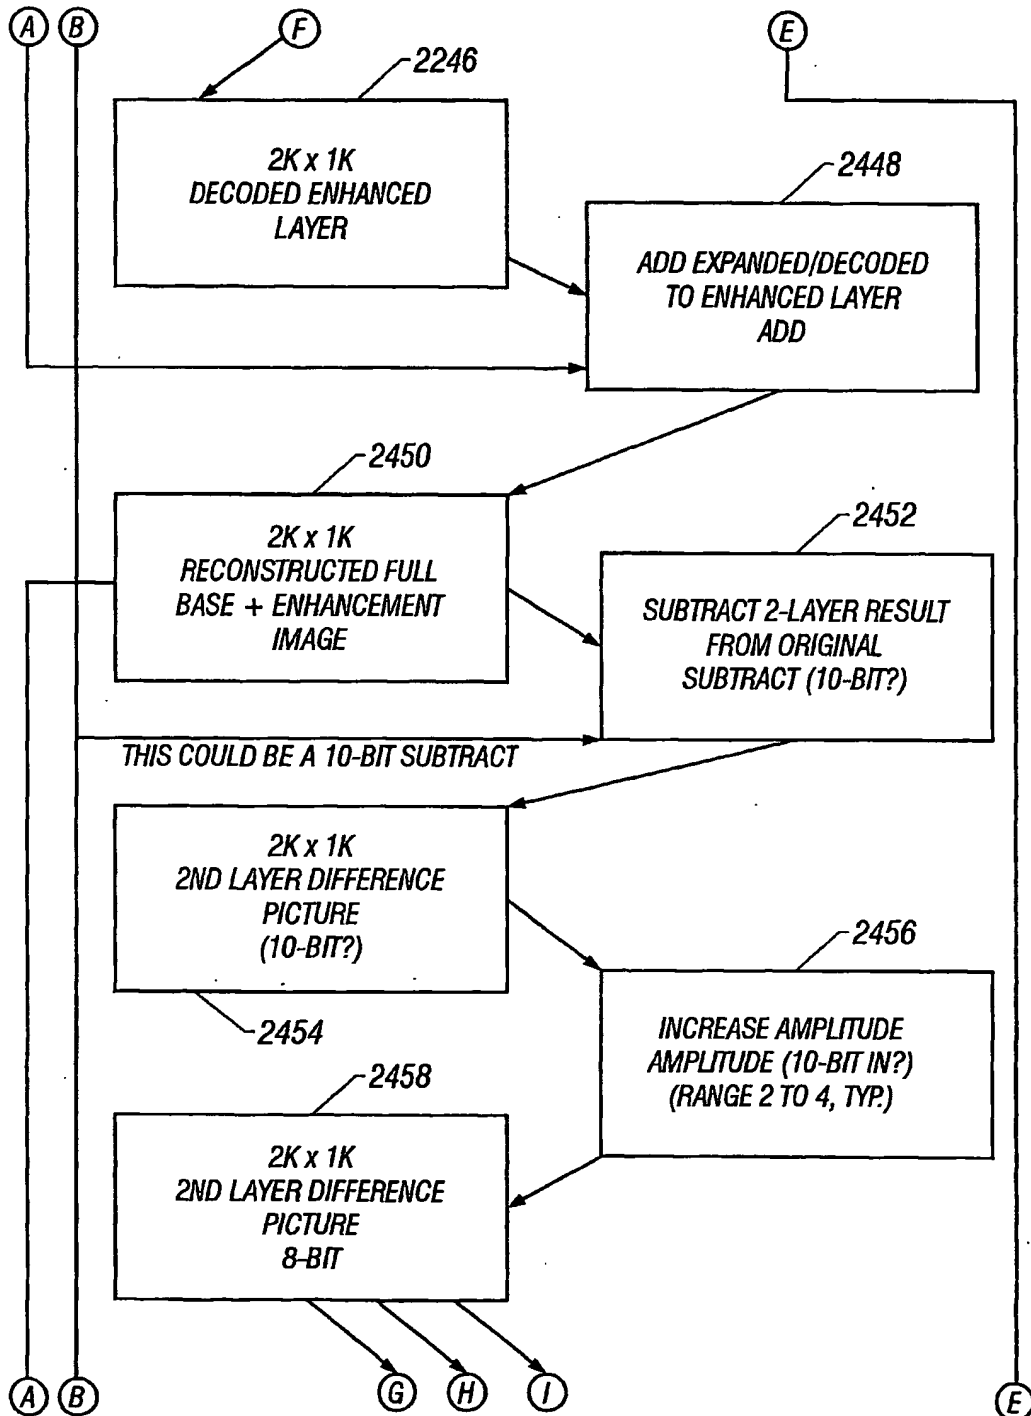 A B F E
2246
2K x 1K
DECODED ENHANCED
LAYER
2448
ADD EXPANDED/DECODED
TO ENHANCED LAYER
ADD
2450
2K x 1K
RECONSTRUCTED FULL
BASE + ENHANCEMENT
IMAGE
2452
SUBTRACT 2-LAYER RESULT
FROM ORIGINAL
SUBTRACT (10-BIT?)
THIS COULD BE A 10-BIT SUBTRACT
2K x 1K
2ND LAYER DIFFERENCE
PICTURE
(10-BIT?)
2454
2456
INCREASE AMPLITUDE
AMPLITUDE (10-BIT IN?)
(RANGE 2 TO 4, TYP.)
2458
2K x 1K
2ND LAYER DIFFERENCE
PICTURE
8-BIT
A B G H I E